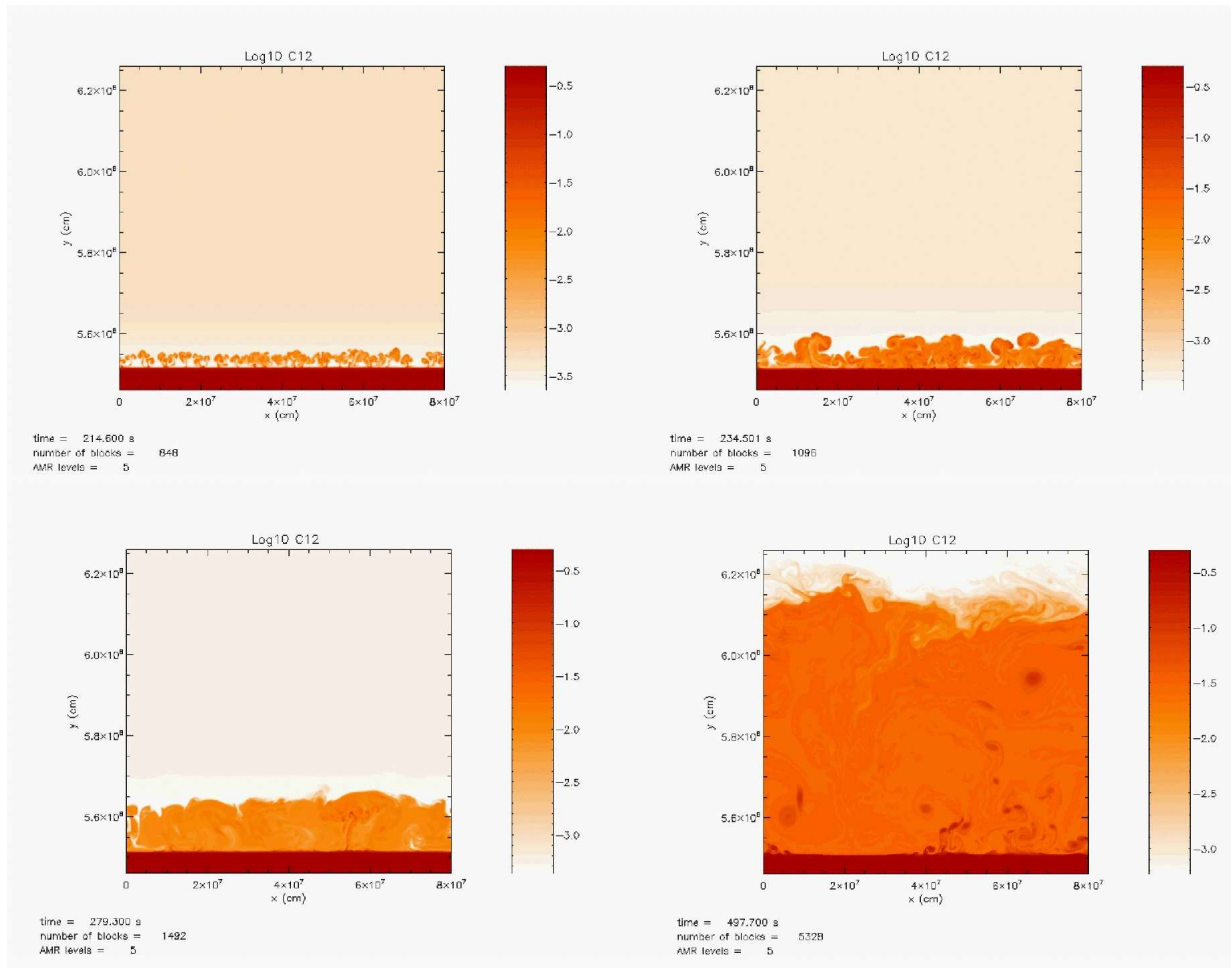 Log10 C12
6.2×10⁸
6.0×10⁸
5.8×10⁸
5.6×10⁸
y (cm)
0 2×10⁷ 4×10⁷ 6×10⁷ 8×10⁷
x (cm)
−0.5
−1.0
−1.5
−2.0
−2.5
−3.0
−3.5
time = 214.600 s
number of blocks = 848
AMR levels = 5
Log10 C12
6.2×10⁸
6.0×10⁸
5.8×10⁸
5.6×10⁸
y (cm)
0 2×10⁷ 4×10⁷ 6×10⁷ 8×10⁷
x (cm)
−0.5
−1.0
−1.5
−2.0
−2.5
−3.0
time = 234.501 s
number of blocks = 1096
AMR levels = 5
Log10 C12
6.2×10⁸
6.0×10⁸
5.8×10⁸
5.6×10⁸
y (cm)
0 2×10⁷ 4×10⁷ 6×10⁷ 8×10⁷
x (cm)
−0.5
−1.0
−1.5
−2.0
−2.5
−3.0
time = 279.300 s
number of blocks = 1492
AMR levels = 5
Log10 C12
6.2×10⁸
6.0×10⁸
5.8×10⁸
5.6×10⁸
y (cm)
0 2×10⁷ 4×10⁷ 6×10⁷ 8×10⁷
x (cm)
−0.5
−1.0
−1.5
−2.0
−2.5
−3.0
time = 497.700 s
number of blocks = 5328
AMR levels = 5